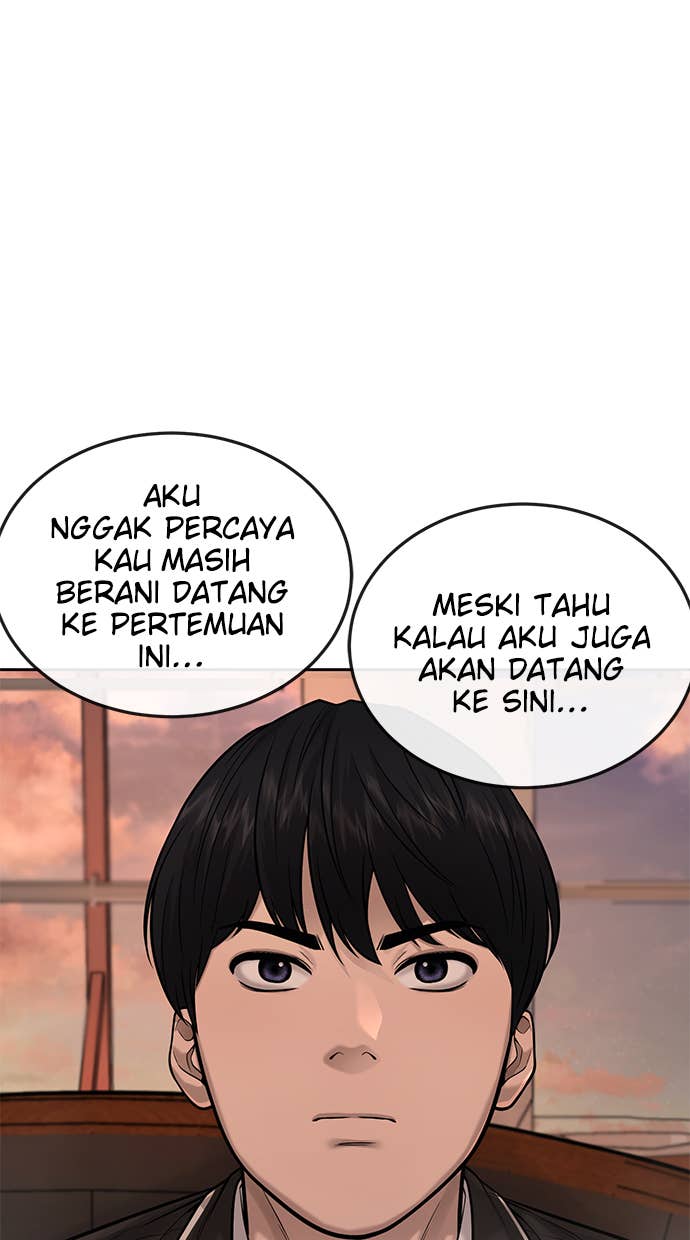 AKU
NGGAK PERCAYA
KAU MASIH
BERANI DATANG
KE PERTEMUAN
INI...
MESKI TAHU
KALAU AKU JUGA
AKAN DATANG
KE SINI...